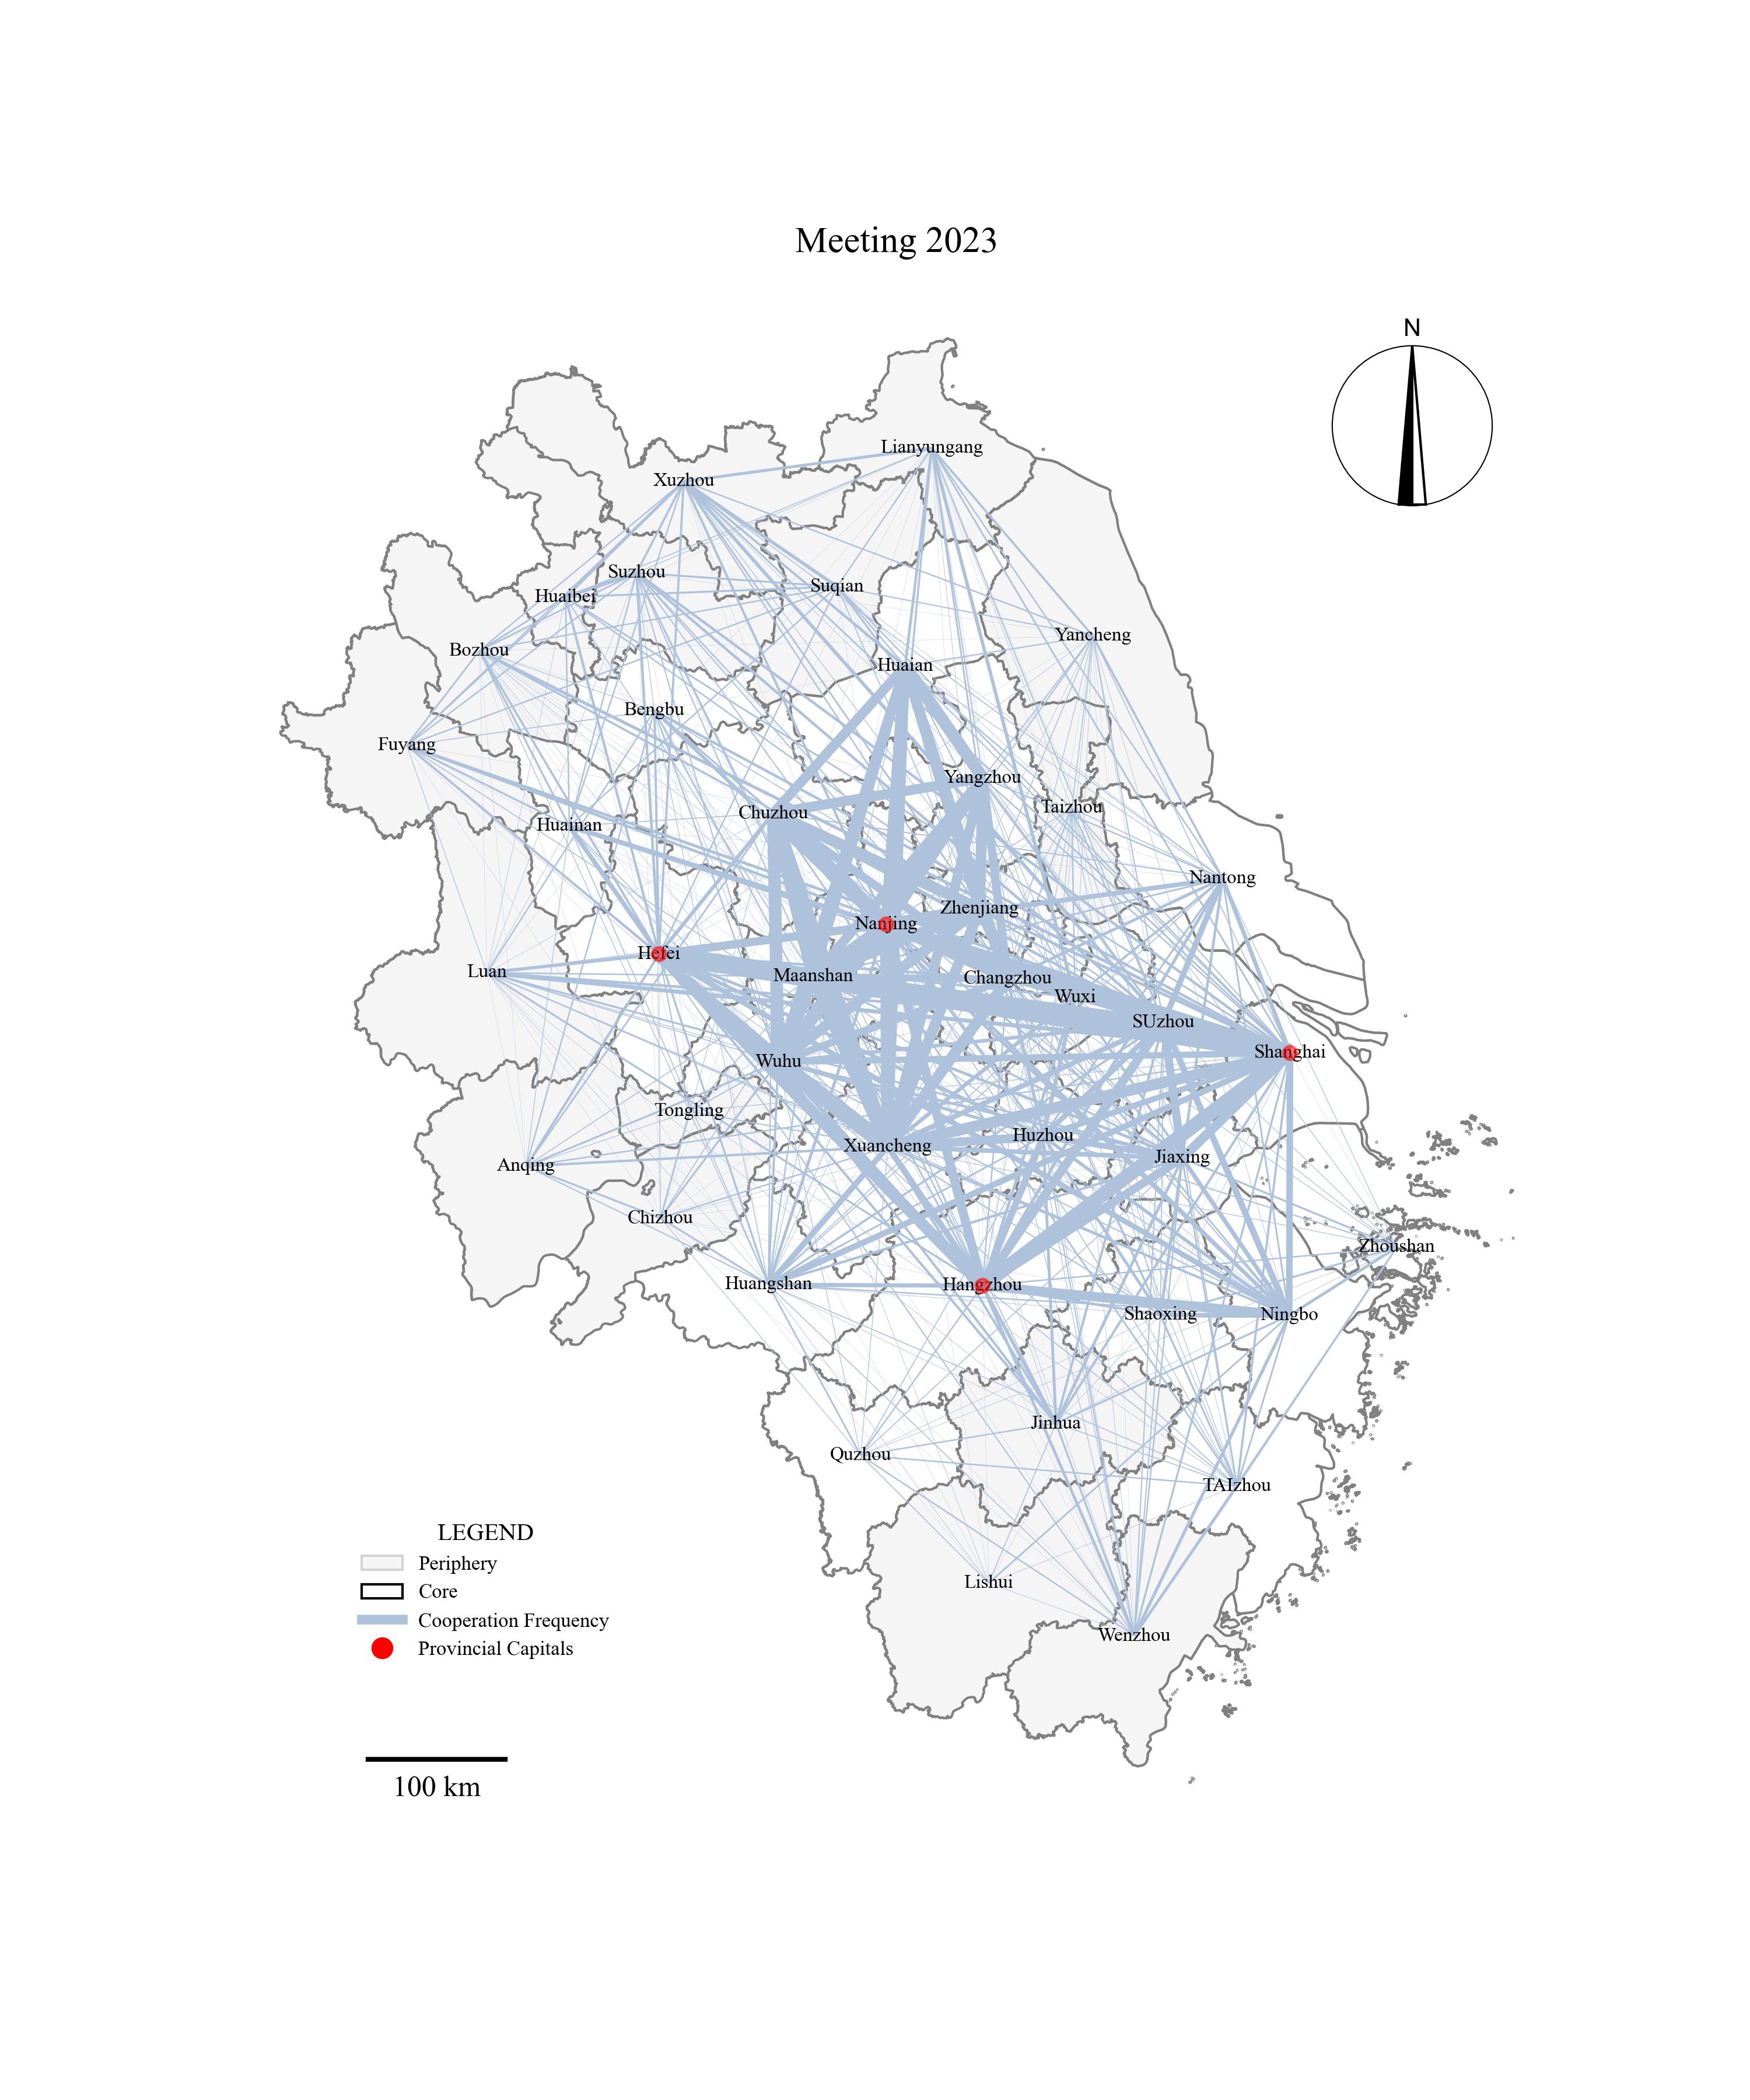 Meeting 2023
N
Lianyungang
Xuzhou
Suzhou
Suqian
Huaibei
Yancheng
Bozhou
Huaian
Bengbu
Fuyang
Yangzhou
Taizhou
Chuzhou
Huainan
Nantong
Zhenjiang
Nanjing
Hefei
Luan
Maanshan
Changzhou
Wuxi
SUzhou
Shanghai
Wuhu
Tongling
Huzhou
Xuancheng
Jiaxing
Anqing
Chizhou
Zhoushan
Huangshan
Hangzhou
Shaoxing
Ningbo
Jinhua
Quzhou
TAIzhou
Lishui
Wenzhou
LEGEND
Periphery
Core
Cooperation Frequency
Provincial Capitals
100 km